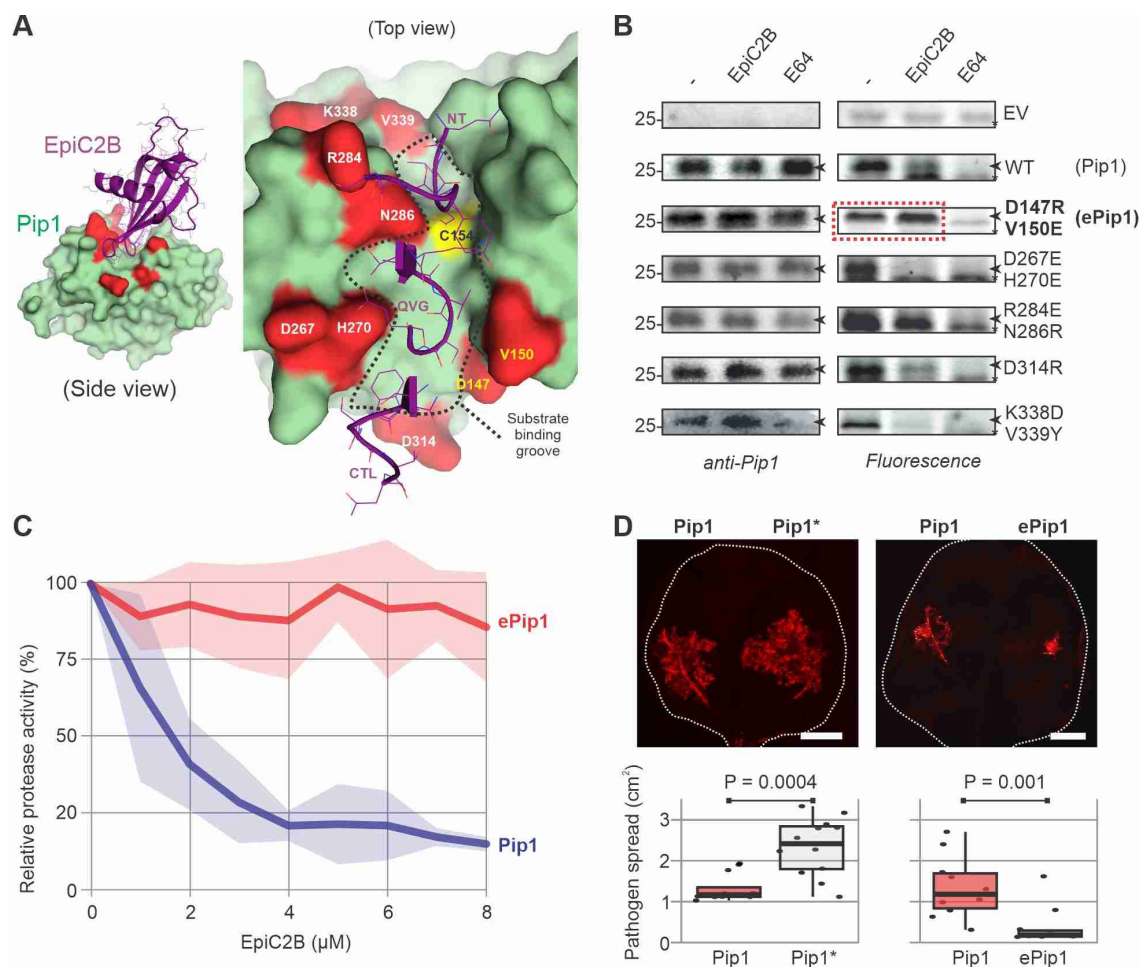 A
(Top view)
EpiC2B
Pip1
(Side view)
K338
V339
NT
R284
N286
C154
QVG
D267
H270
V150
D147
D314
CTL
Substrate
binding
groove
B
- EpiC2B E64 - EpiC2B E64
25- EV
25- WT (Pip1)
25- D147R
V150E (ePip1)
25- D267E
H270E
25- R284E
N286R
25- D314R
25- K338D
V339Y
anti-Pip1 Fluorescence
C
Relative protease activity (%)
100
75
50
20
0
0 2 4 6 8
EpiC2B (µM)
ePip1
Pip1
D
Pip1 Pip1* Pip1 ePip1
P = 0.0004 P = 0.001
Pathogen spread (cm²)
3
2
1
0
Pip1 Pip1* Pip1 ePip1